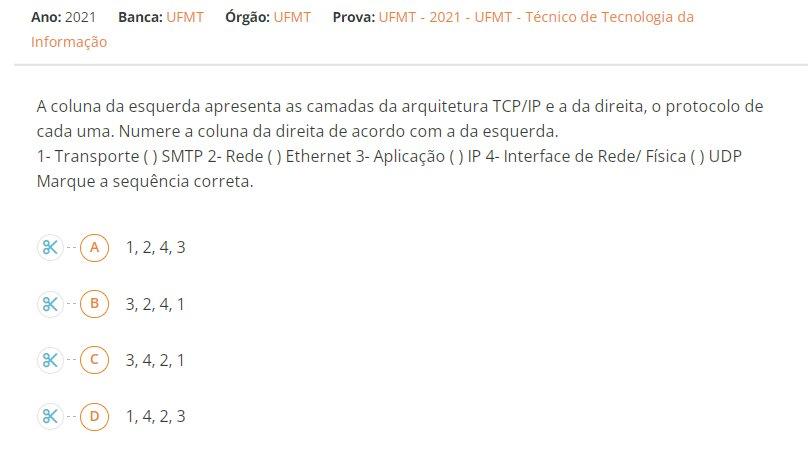 Ano: 2021 Banca: UFMT Órgão: UFMT Prova: UFMT - 2021 - UFMT - Técnico de Tecnologia da
Informação
A coluna da esquerda apresenta as camadas da arquitetura TCP/IP e a da direita, o protocolo de
cada uma. Numere a coluna da direita de acordo com a da esquerda.
1- Transporte ( ) SMTP 2- Rede ( ) Ethernet 3- Aplicação ( ) IP 4- Interface de Rede/ Física ( ) UDP
Marque a sequência correta.
A 1, 2, 4, 3
B 3, 2, 4, 1
C 3, 4, 2, 1
D 1, 4, 2, 3